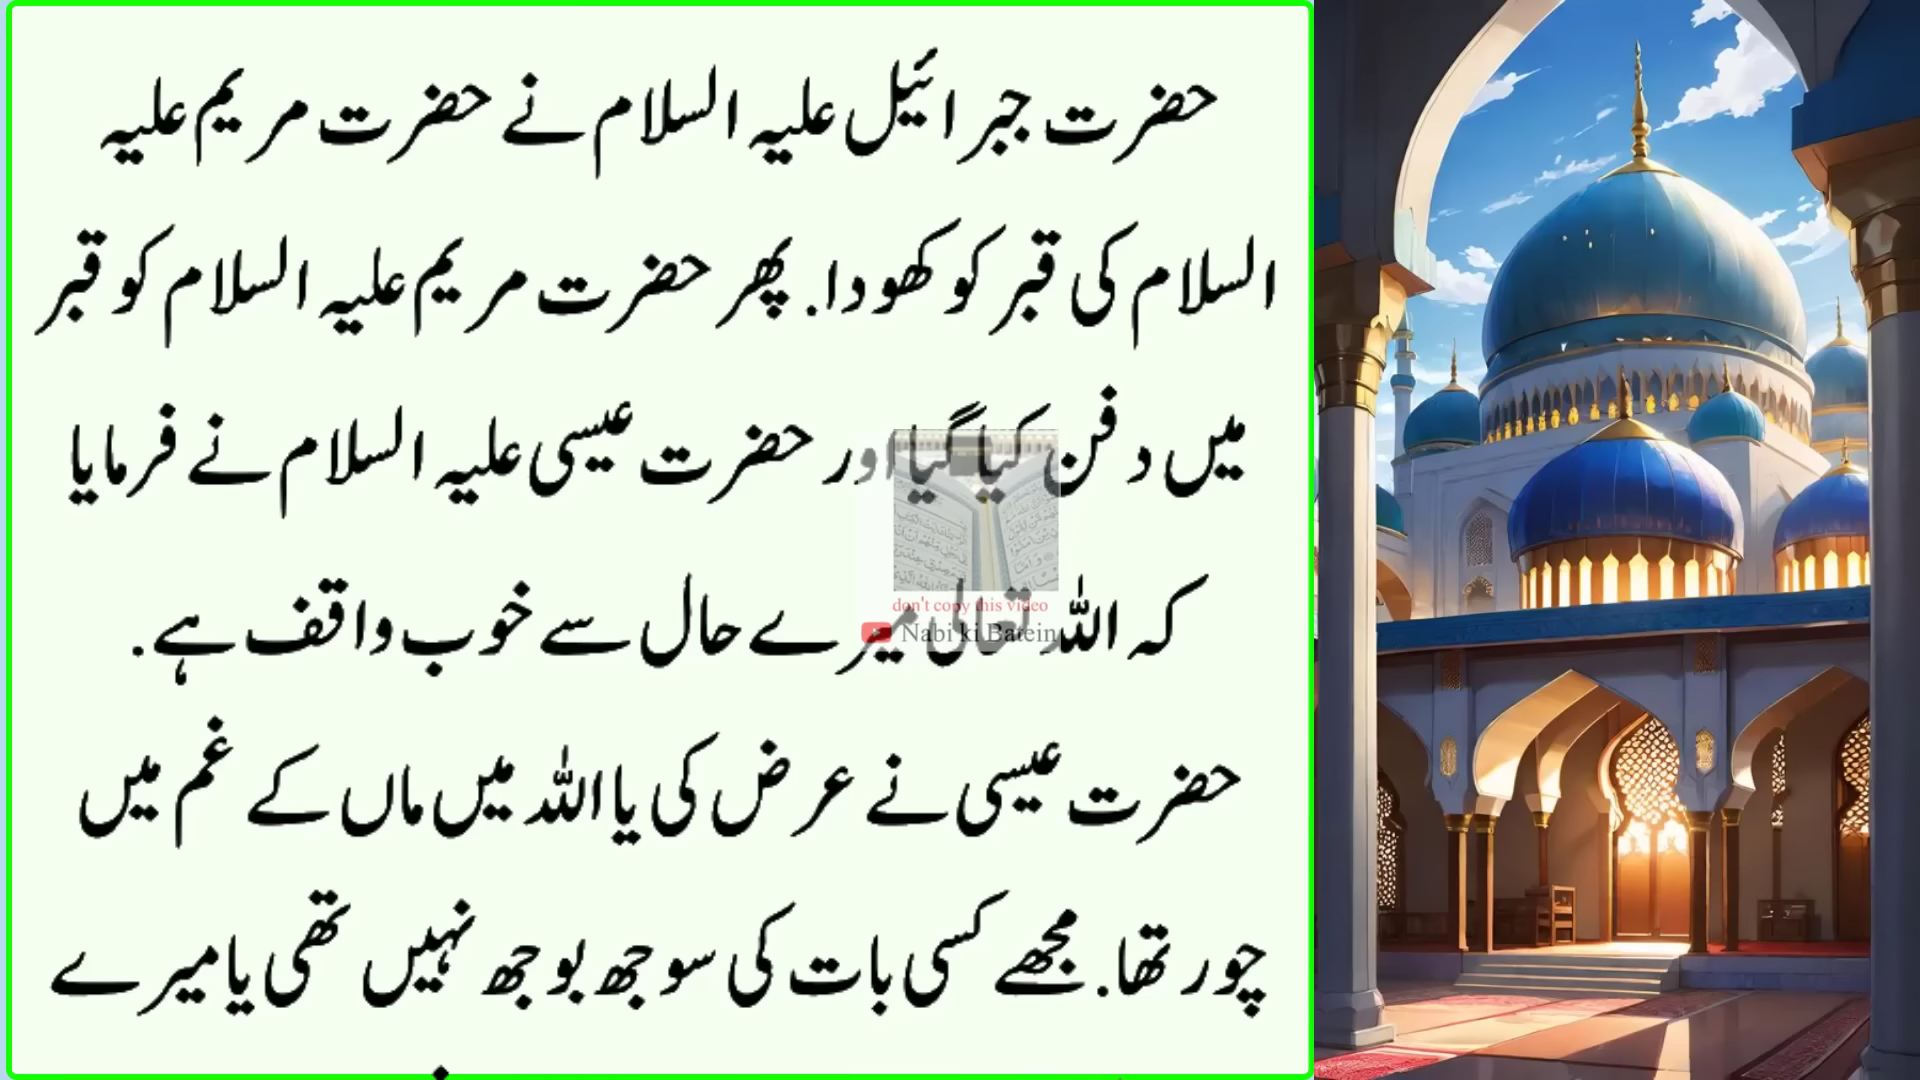 حضرت جبرائیل علیہ السلام نے حضرت مریم علیہ
السلام کی قبر کو کھودا. پھر حضرت مریم علیہ السلام کو قبر
میں دفن کیا گیا اور حضرت عیسی علیہ السلام نے فرمایا
کہ اللہ تعالی میرے حال سے خوب واقف ہے.
don't copy this video
Nabi ki Batein
حضرت عیسی نے عرض کی یا اللہ میں ماں کے غم میں
چور تھا. مجھے کسی بات کی سوجھ بوجھ نہیں تھی یا میرے